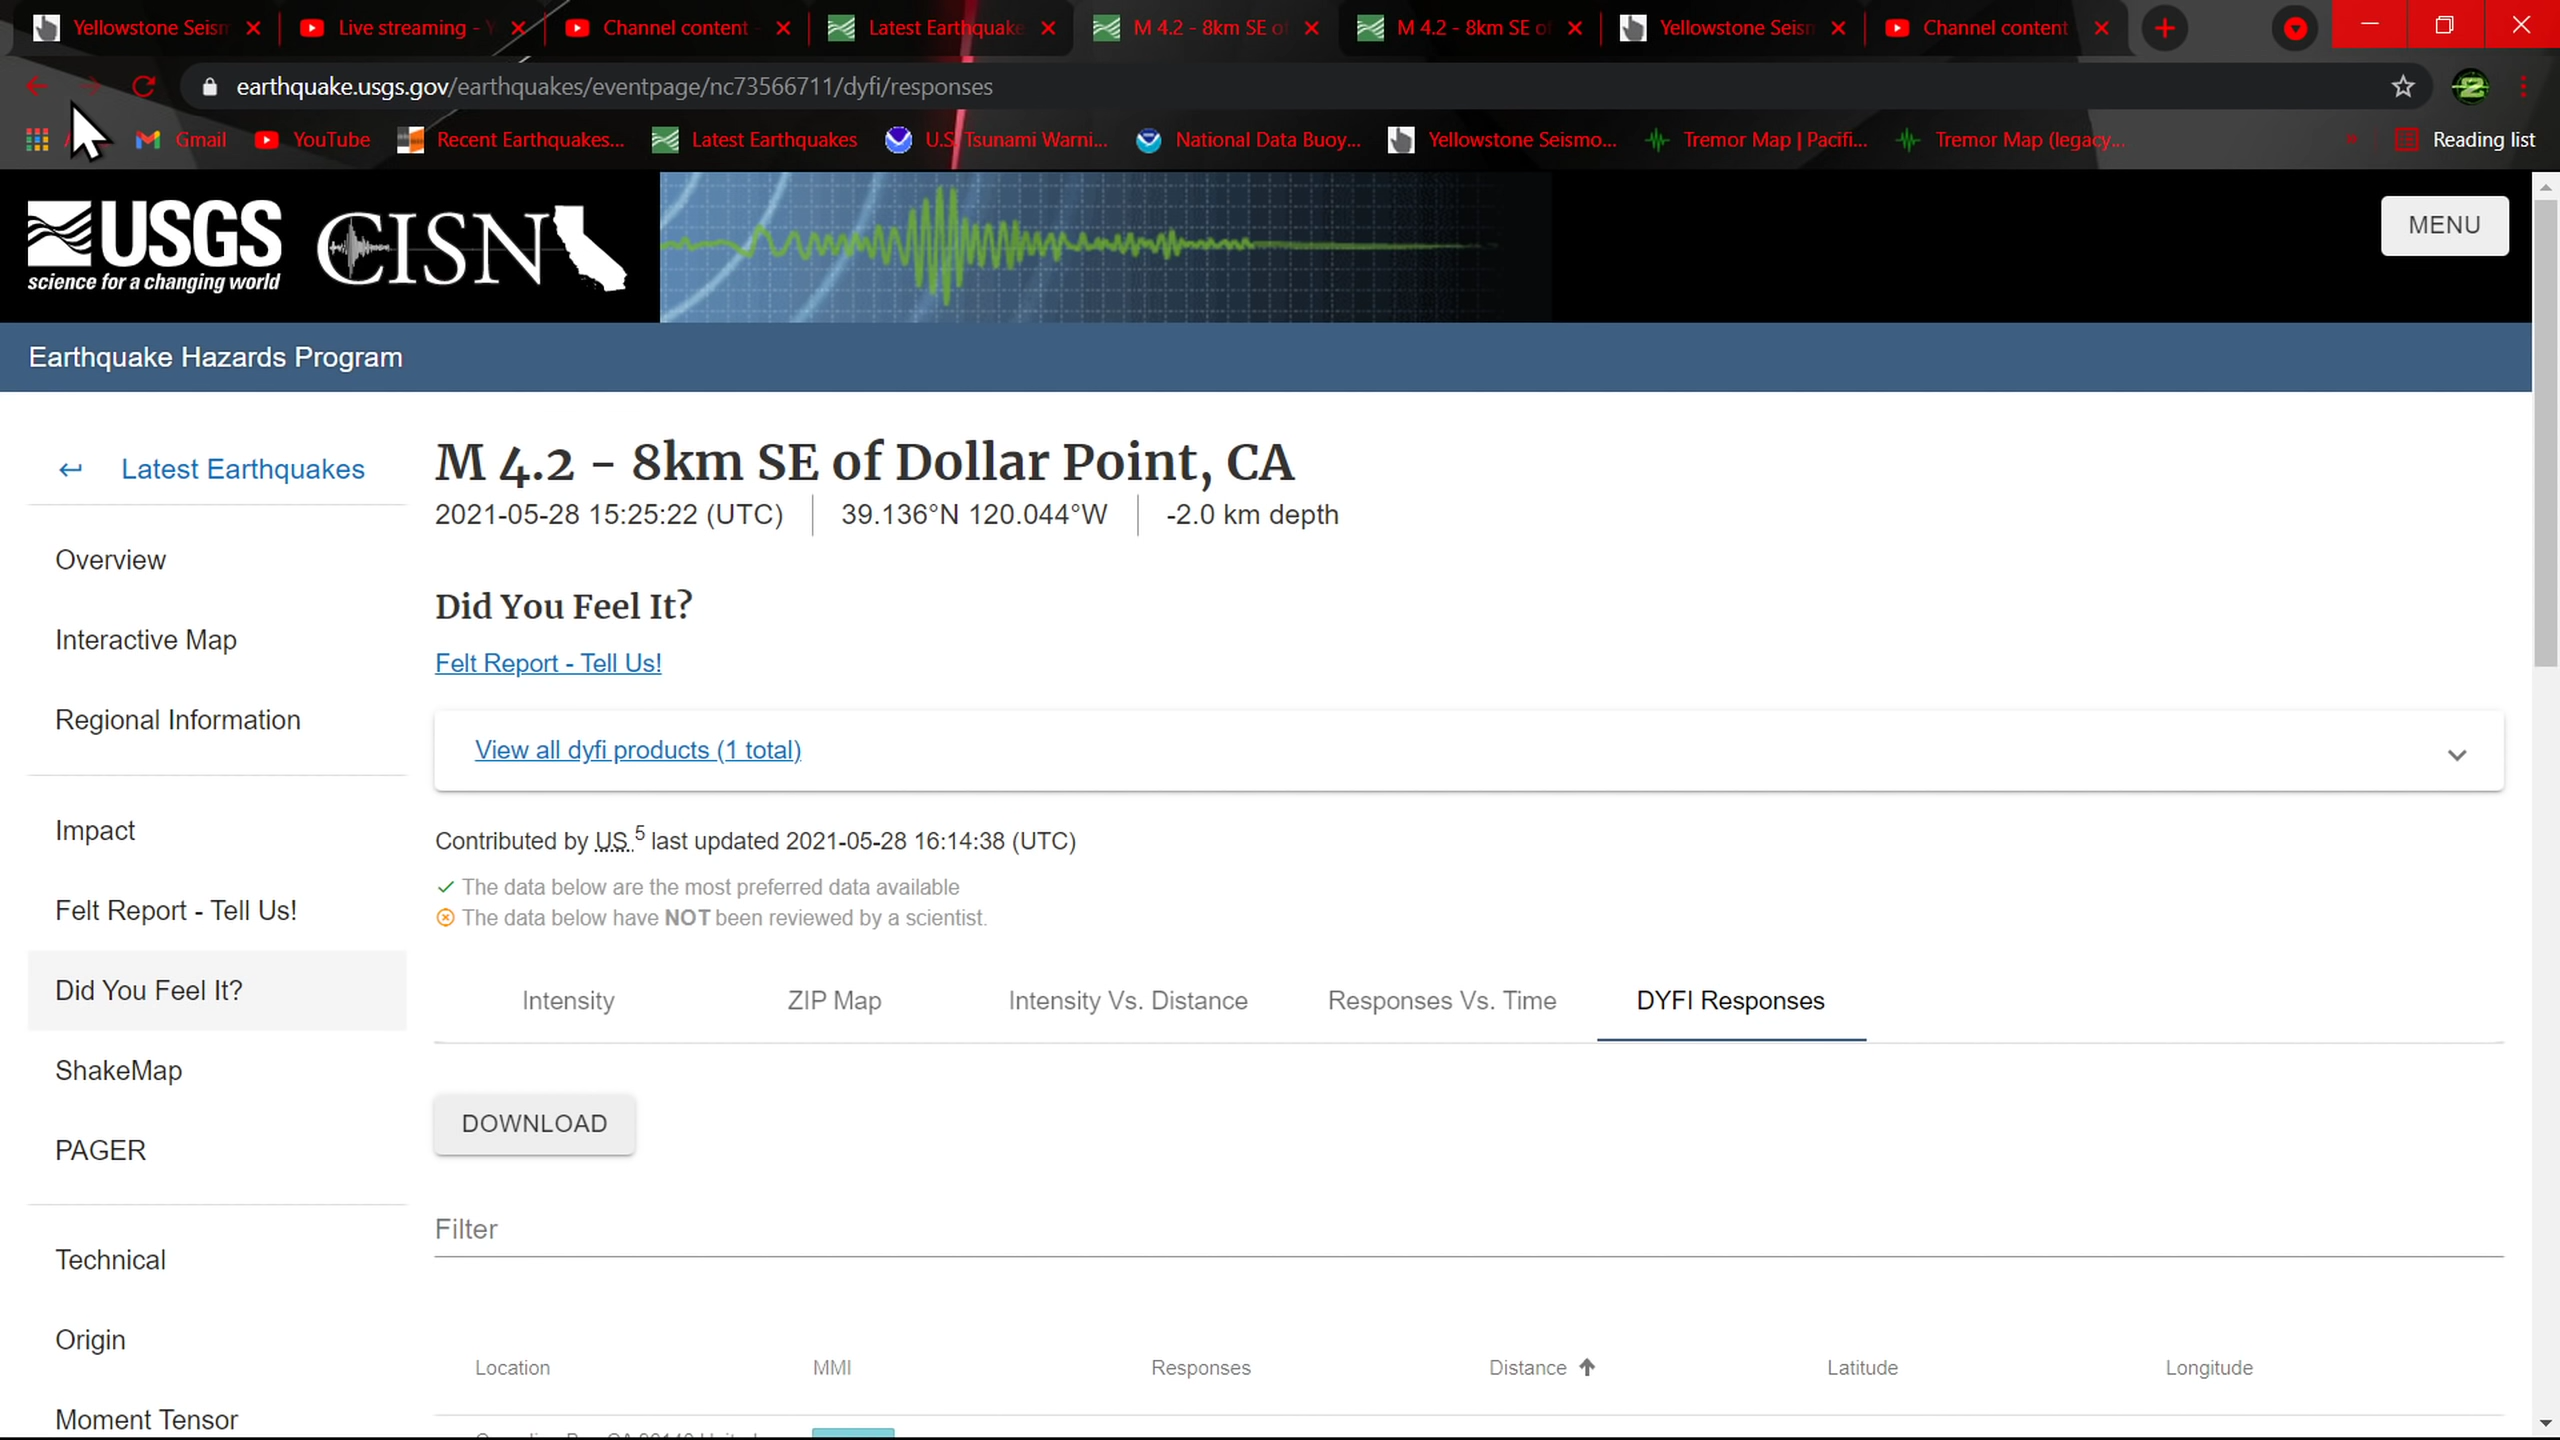 Yellowstone Seism
Live streaming - Y
Channel content -
Latest Earthquake
M 4.2 - 8km SE of
M 4.2 - 8km SE of
Yellowstone Seism
Channel content
earthquake.usgs.gov/earthquakes/eventpage/nc73566711/dyfi/responses
Gmail
YouTube
Recent Earthquakes...
Latest Earthquakes
U.S. Tsunami Warni...
National Data Buoy...
Yellowstone Seismo...
Tremor Map | Pacifi...
Tremor Map (legacy...
Reading list
USGS
science for a changing world
CISN
MENU
Earthquake Hazards Program
Latest Earthquakes
Overview
Interactive Map
Regional Information
Impact
Felt Report - Tell Us!
Did You Feel It?
ShakeMap
PAGER
Technical
Origin
Moment Tensor
M 4.2 - 8km SE of Dollar Point, CA
2021-05-28 15:25:22 (UTC)
39.136°N 120.044°W
-2.0 km depth
Did You Feel It?
Felt Report - Tell Us!
View all dyfi products (1 total)
Contributed by US 5 last updated 2021-05-28 16:14:38 (UTC)
The data below are the most preferred data available
The data below have NOT been reviewed by a scientist.
Intensity
ZIP Map
Intensity Vs. Distance
Responses Vs. Time
DYFI Responses
DOWNLOAD
Filter
Location
MMI
Responses
Distance
Latitude
Longitude